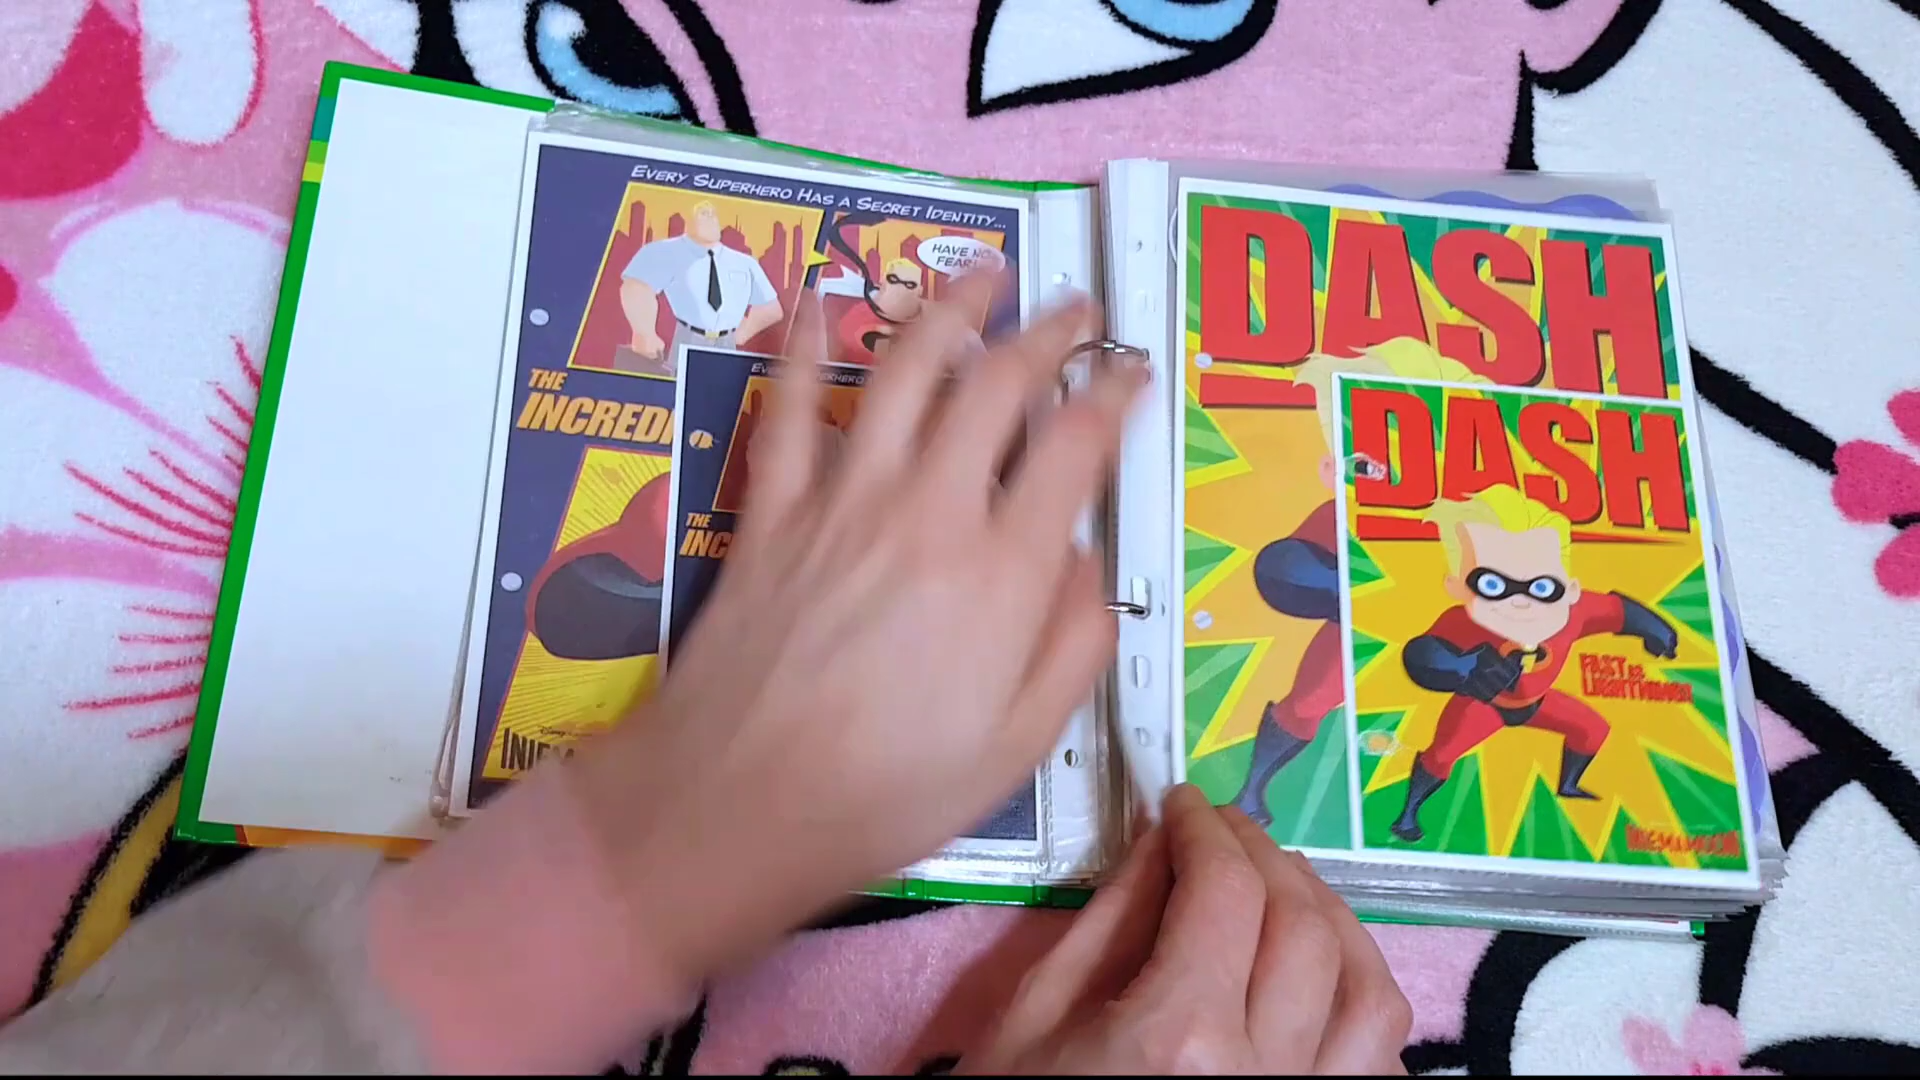 EVERY SUPERHERO HAS A SECRET IDENTITY...
HAVE NO
FEAR!
THE
INCREDI
THE
INC
DASH
DASH
FAST AS
LIGHTNING!